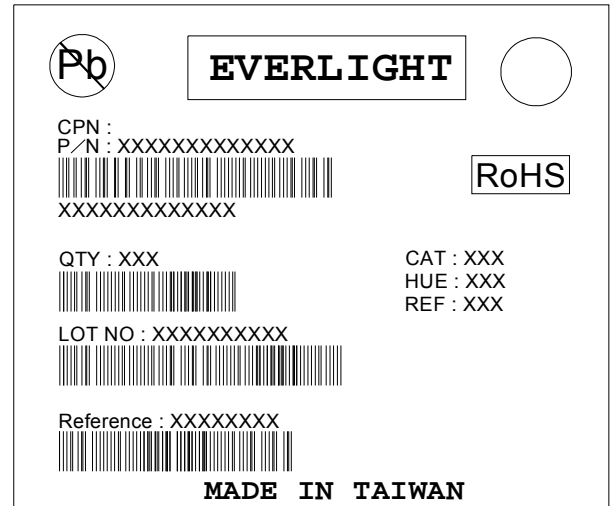 Pb
EVERLIGHT
CPN :
P/N : XXXXXXXXXXXXX
XXXXXXXXXXXXX
RoHS
QTY : XXX
CAT : XXX
HUE : XXX
REF : XXX
LOT NO : XXXXXXXXXX
Reference : XXXXXXXX
MADE IN TAIWAN